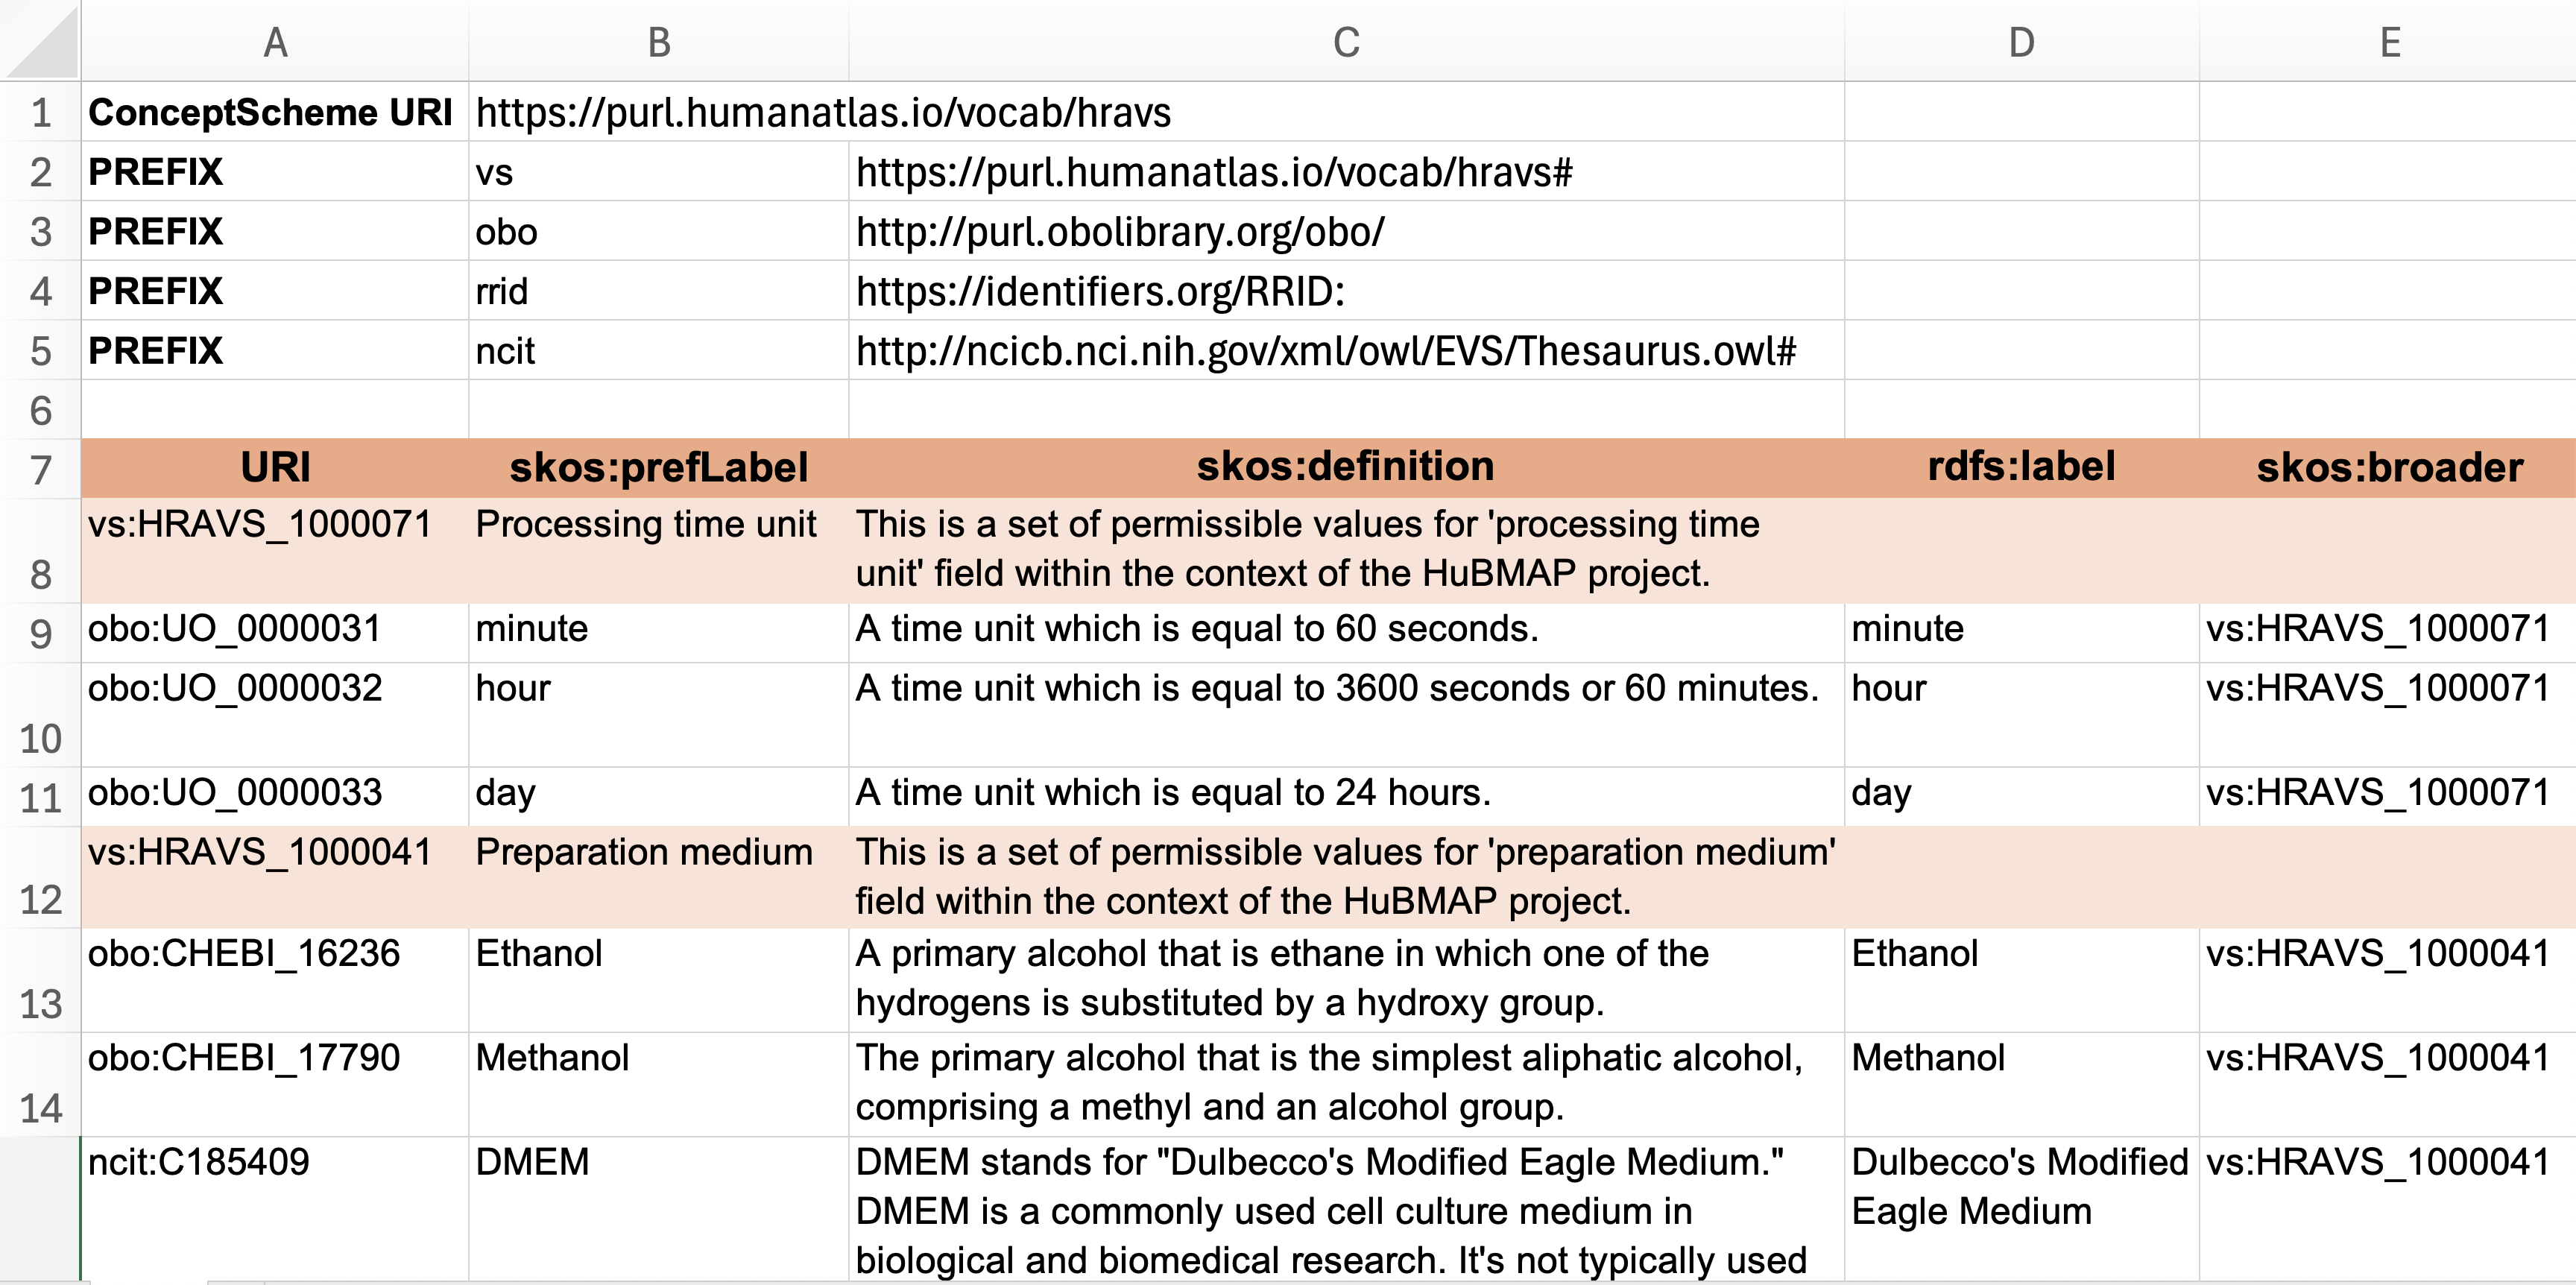 A B C D E
1 ConceptScheme URI https://purl.humanatlas.io/vocab/hravs
2 PREFIX vs https://purl.humanatlas.io/vocab/hravs#
3 PREFIX obo http://purl.obolibrary.org/obo/
4 PREFIX rrid https://identifiers.org/RRID:
5 PREFIX ncit http://ncicb.nci.nih.gov/xml/owl/EVS/Thesaurus.owl#
6
7 URI skos:prefLabel skos:definition rdfs:label skos:broader
vs:HRAVS_1000071 Processing time unit This is a set of permissible values for 'processing time
8 unit' field within the context of the HuBMAP project.
9 obo:UO_0000031 minute A time unit which is equal to 60 seconds. minute vs:HRAVS_1000071
obo:UO_0000032 hour A time unit which is equal to 3600 seconds or 60 minutes. hour vs:HRAVS_1000071
10
11 obo:UO_0000033 day A time unit which is equal to 24 hours. day vs:HRAVS_1000071
vs:HRAVS_1000041 Preparation medium This is a set of permissible values for 'preparation medium'
12 field within the context of the HuBMAP project.
obo:CHEBI_16236 Ethanol A primary alcohol that is ethane in which one of the Ethanol vs:HRAVS_1000041
13 hydrogens is substituted by a hydroxy group.
obo:CHEBI_17790 Methanol The primary alcohol that is the simplest aliphatic alcohol, Methanol vs:HRAVS_1000041
14 comprising a methyl and an alcohol group.
ncit:C185409 DMEM DMEM stands for "Dulbecco's Modified Eagle Medium." Dulbecco's Modified vs:HRAVS_1000041
DMEM is a commonly used cell culture medium in Eagle Medium
biological and biomedical research. It's not typically used